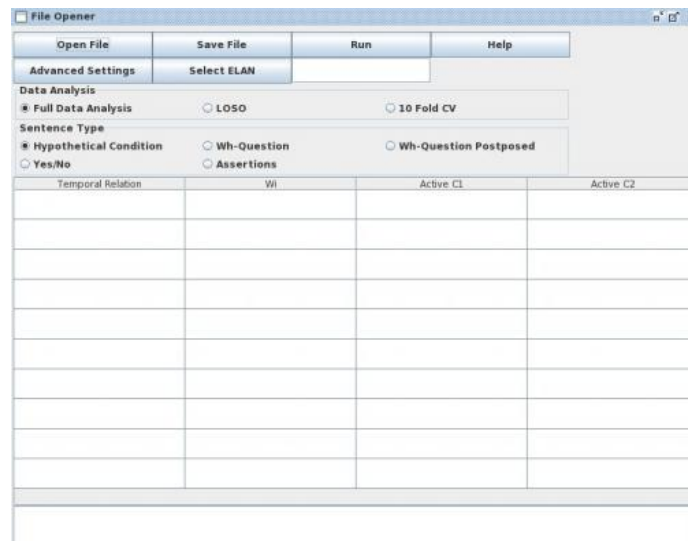 File Opener
Open File Save File Run Help
Advanced Settings Select ELAN
Data Analysis
Full Data Analysis LOSO 10 Fold CV
Sentence Type
Hypothetical Condition Wh-Question Wh-Question Postposed
Yes/No Assertions
Temporal Relation Wi Active C1 Active C2